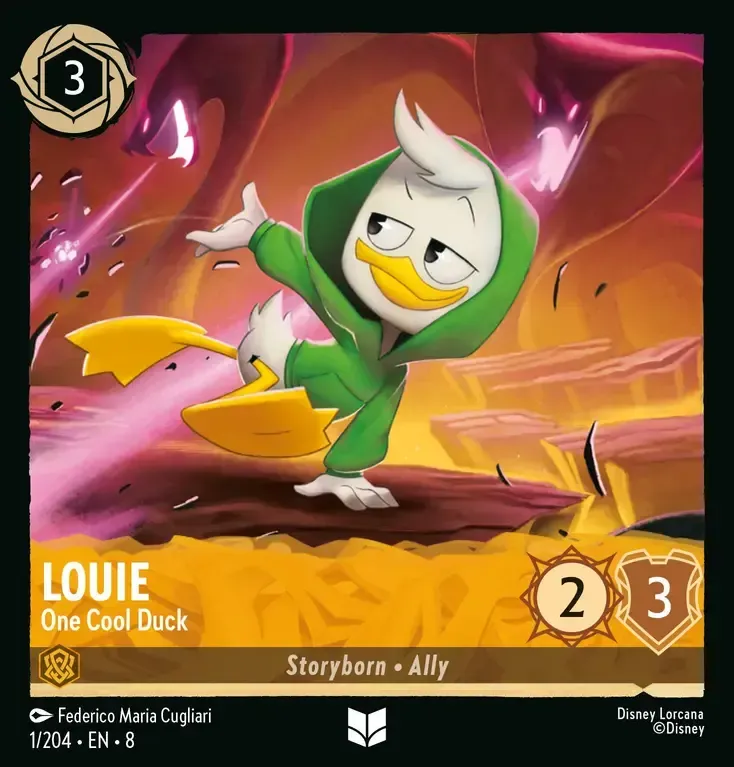 3
LOUIE
One Cool Duck
2 3
Storyborn • Ally
Federico Maria Cugliari
1/204 • EN • 8
Disney Lorcana
©Disney